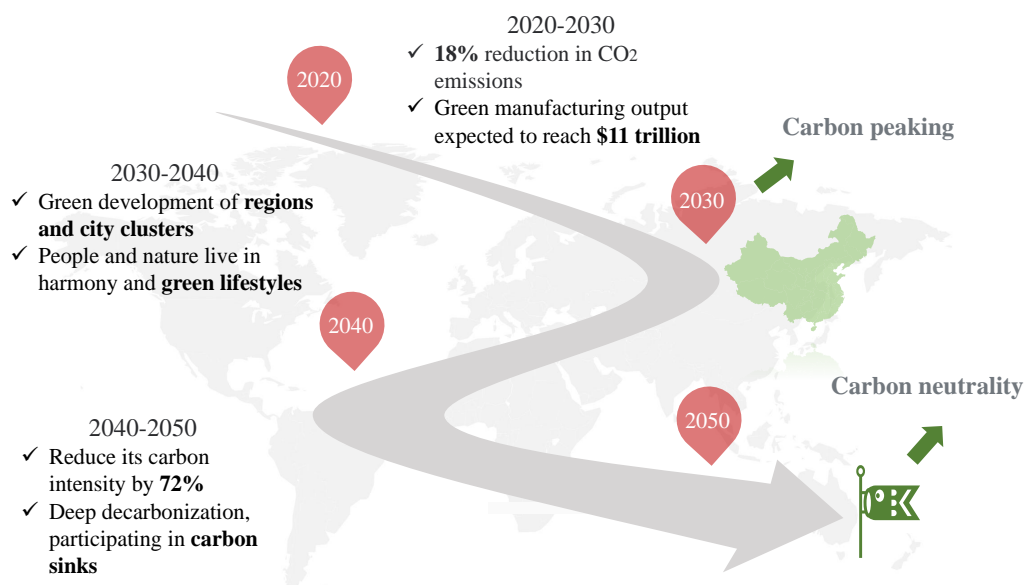 2020-2030
✓ 18% reduction in CO2
emissions
✓ Green manufacturing output
expected to reach $11 trillion
2020
Carbon peaking
2030-2040
✓ Green development of regions
and city clusters
✓ People and nature live in
harmony and green lifestyles
2030
2040
Carbon neutrality
2040-2050
✓ Reduce its carbon
intensity by 72%
✓ Deep decarbonization,
participating in carbon
sinks
2050